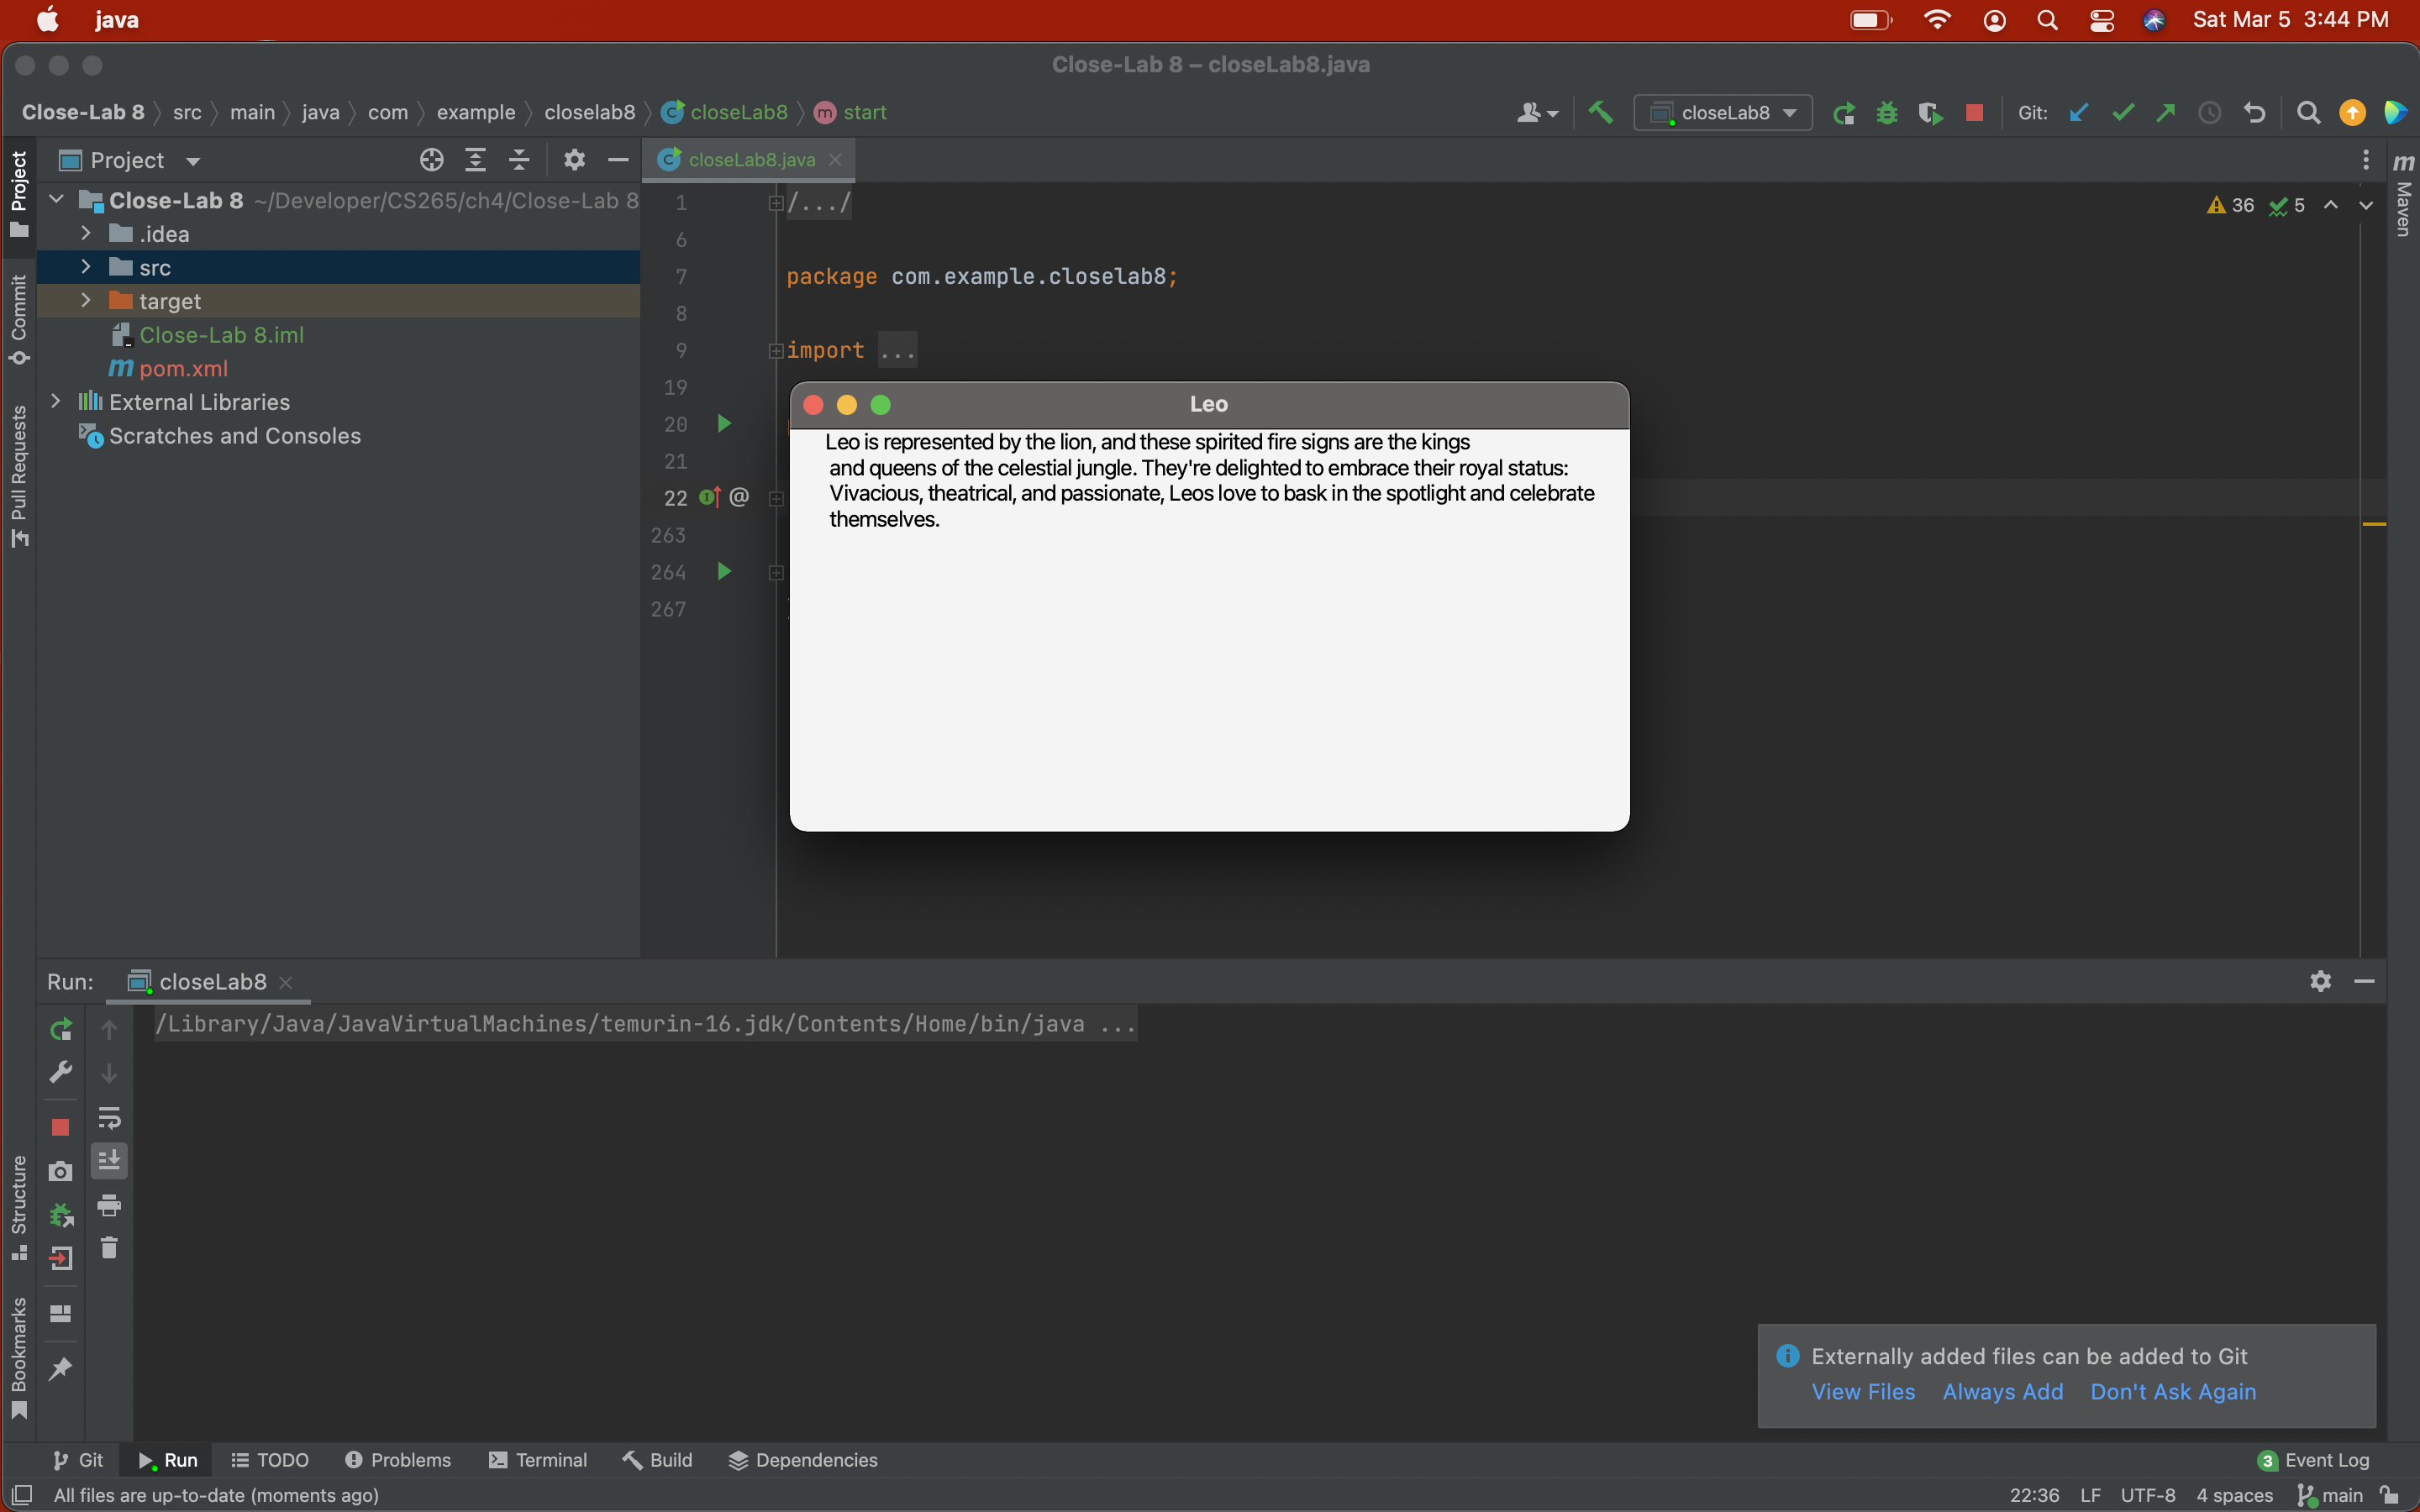 java
Sat Mar 5 3:44 PM
Close-Lab 8 – closeLab8.java
Close-Lab 8 src main java com example closelab8 closeLab8 m start
closeLab8
Git:
Project
closeLab8.java
Project
Commit
Pull Requests
Structure
Bookmarks
m Maven
Close-Lab 8 ~/Developer/CS265/ch4/Close-Lab 8
.idea
src
target
Close-Lab 8.iml
m pom.xml
External Libraries
Scratches and Consoles
36 5
1 /.../
6
7 package com.example.closelab8;
8
9 import ...
19
20
21
22 @
263
264
267
Leo
Leo is represented by the lion, and these spirited fire signs are the kings
and queens of the celestial jungle. They're delighted to embrace their royal status:
Vivacious, theatrical, and passionate, Leos love to bask in the spotlight and celebrate
themselves.
Run: closeLab8
/Library/Java/JavaVirtualMachines/temurin-16.jdk/Contents/Home/bin/java ...
Externally added files can be added to Git
View Files Always Add Don't Ask Again
Git Run TODO Problems Terminal Build Dependencies
3 Event Log
All files are up-to-date (moments ago)
22:36 LF UTF-8 4 spaces main